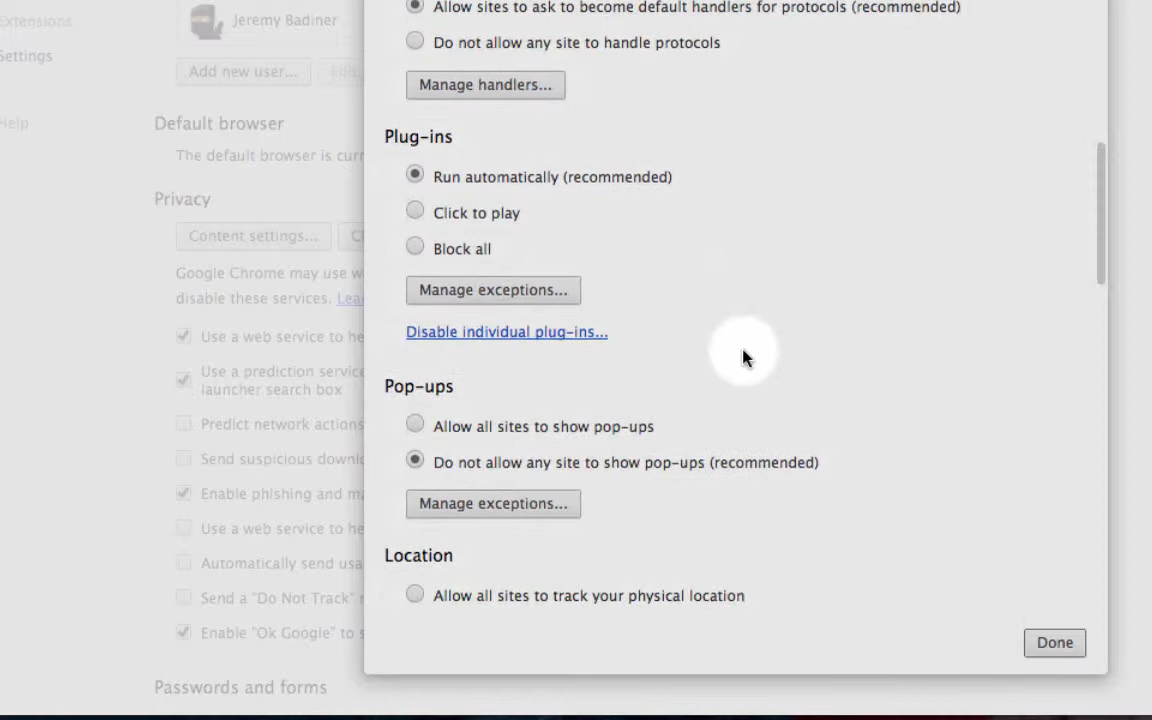 Extensions
Settings
Help
Jeremy Badiner
Add new user...
Default browser
The default browser is
Privacy
Content settings...
Google Chrome may use
disable these services.
Use a web service to
Use a prediction service
launcher search box
Predict network actions
Send suspicious
Enable phishing and
Use a web service to
Automatically send
Send a "Do Not Track"
Enable "Ok Google" to
Passwords and forms
Allow sites to ask to become default handlers for protocols (recommended)
Do not allow any site to handle protocols
Manage handlers...
Plug-ins
Run automatically (recommended)
Click to play
Block all
Manage exceptions...
Disable individual plug-ins...
Pop-ups
Allow all sites to show pop-ups
Do not allow any site to show pop-ups (recommended)
Manage exceptions...
Location
Allow all sites to track your physical location
Done